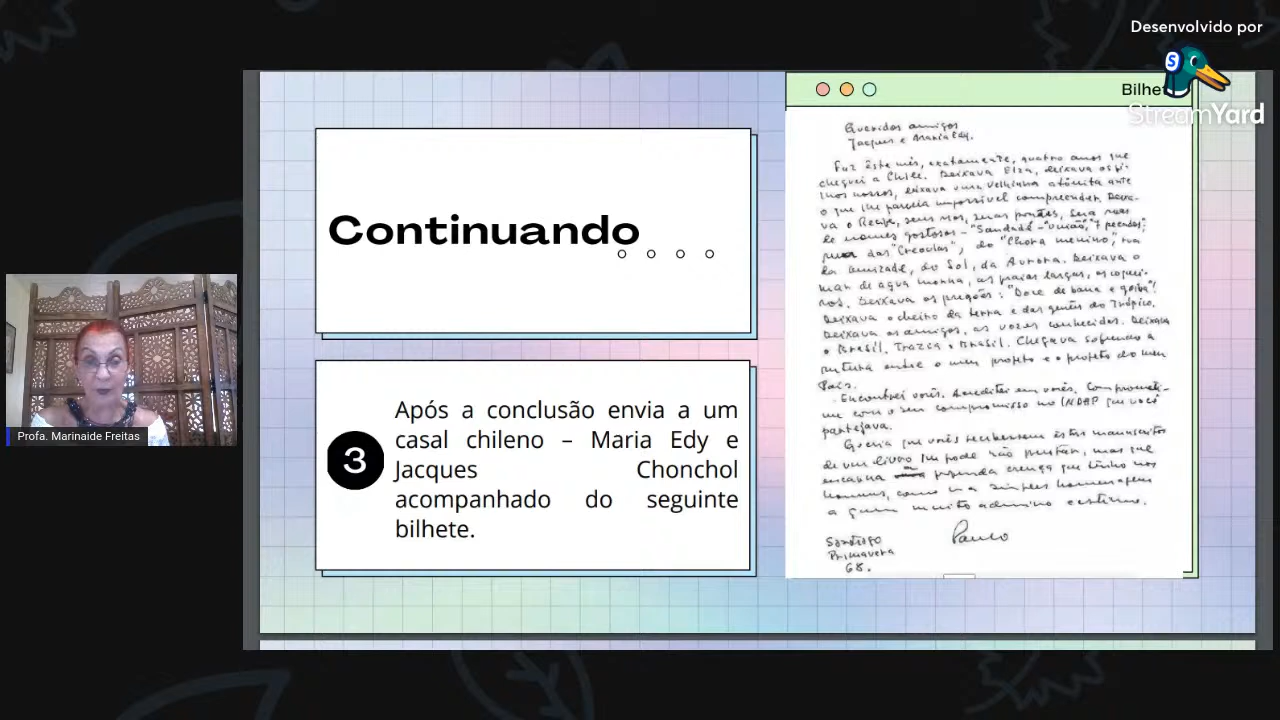 Desenvolvido por
StreamYard
Bilhe
Continuando
3
Após a conclusão envia a um
casal chileno – Maria Edy e
Jacques Chonchol
acompanhado do seguinte
bilhete.
Profa. Marinaide Freitas
Queridos amigos
Jacques e Maria Edy.
Faz êste mês, exatamente, quatro anos que
cheguei a Chile. Deixava Elza, deixava os fi-
lhos nossos, deixava uma velhinha atônita ante
o que lhe parecia impossível compreender. Deixa-
va o Recife, seus rios, suas pontes, suas ruas
de nomes gostosos – "Saudade – "União", 7 pecados;
das "Creoulas", do "Chora menino", rua
da Amizade, do Sol, da Aurora. Deixava o
mar de água morna, as praias largas, os coquei-
ros. Deixava os pregões: "Doce de bana e goiaba"!
Deixava o cheiro da terra e das gentes do Trópico.
Deixava os amigos, as vozes conhecidas. Deixava
o Brasil. Trazia o Brasil. Chegava sofrendo a
ruptura entre o meu projeto e o projeto do meu
País.
Encontrei vocês. Acreditei em vocês. Comprometi-
me com o seu compromisso no INDAP que você
partejava.
Queria que vocês recebessem êstes manuscritos
de um livro que pode não prestar, mas que
encarna a profunda crença que tenho nos
homens, como uma simples homenagem
a quem muito admiro e estimo.
Paulo
Santiago
Primavera
68.